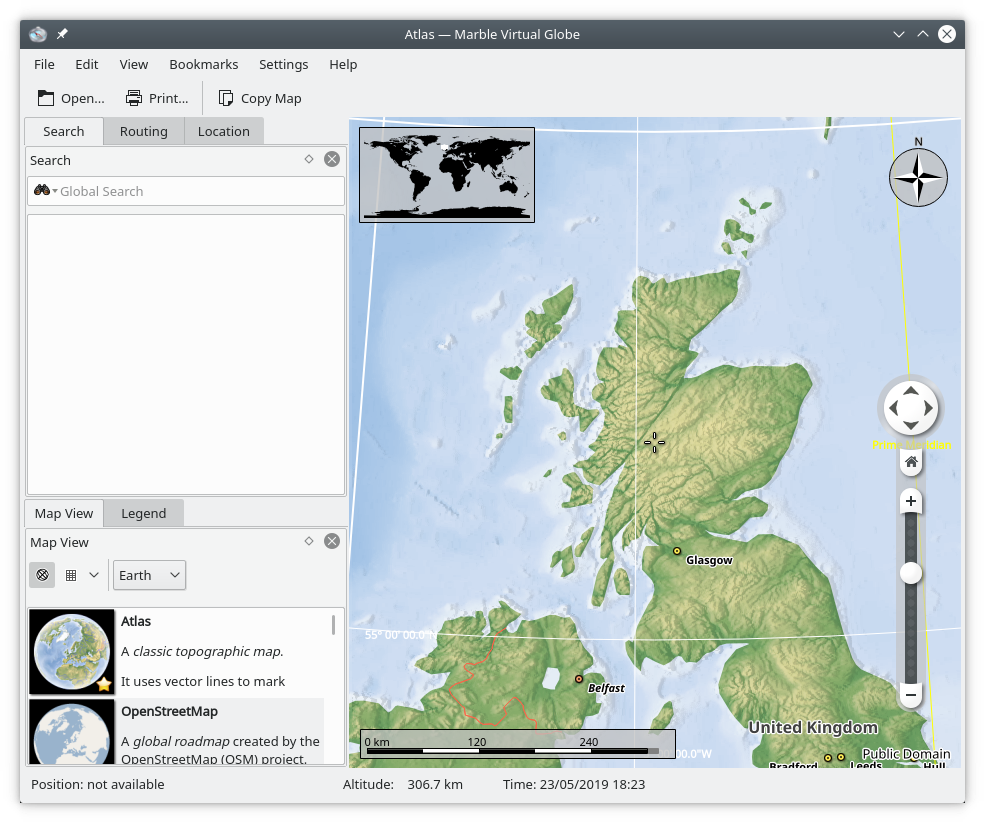 Atlas — Marble Virtual Globe
File Edit View Bookmarks Settings Help
Open... Print... Copy Map
Search Routing Location
Search
Global Search
Map View Legend
Map View
Earth
Atlas
A classic topographic map.
It uses vector lines to mark
OpenStreetMap
A global roadmap created by the
OpenStreetMap (OSM) project.
N
Glasgow
55° 00' 00.0"N
Belfast
United Kingdom
0 km 120 240
00.0"W
Public Domain
Bradford Leeds Hull
Position: not available Altitude: 306.7 km Time: 23/05/2019 18:23